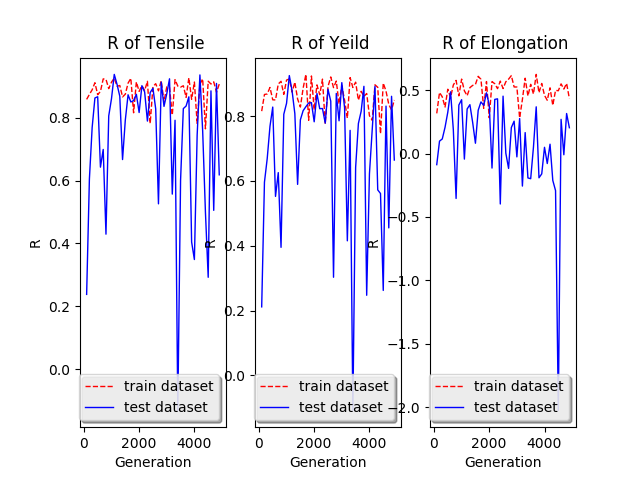 R of Tensile
R
0.8
0.6
0.4
0.2
0.0
0
2000
4000
Generation
train dataset
test dataset
R of Yeild
R
0.8
0.6
0.4
0.2
0.0
0
2000
4000
Generation
train dataset
test dataset
R of Elongation
R
0.5
0.0
−0.5
−1.0
−1.5
−2.0
0
2000
4000
Generation
train dataset
test dataset